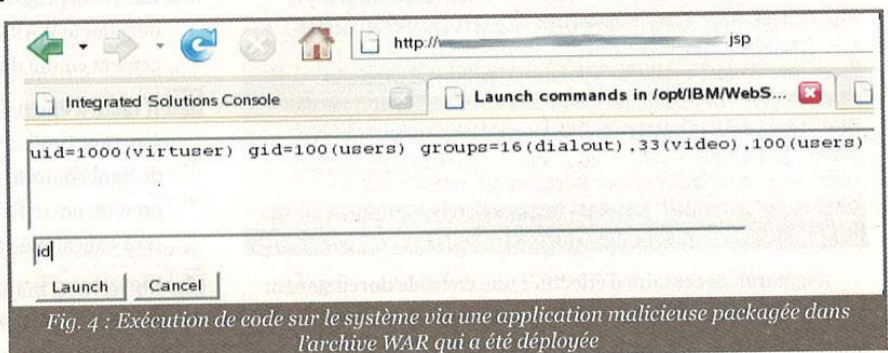 http://
.jsp
Integrated Solutions Console
Launch commands in /opt/IBM/WebS...
uid=1000(virtuser) gid=100(users) groups=16(dialout),33(video),100(users)
id
Launch
Cancel
Fig. 4 : Exécution de code sur le système via une application malicieuse packagée dans
l'archive WAR qui a été déployée